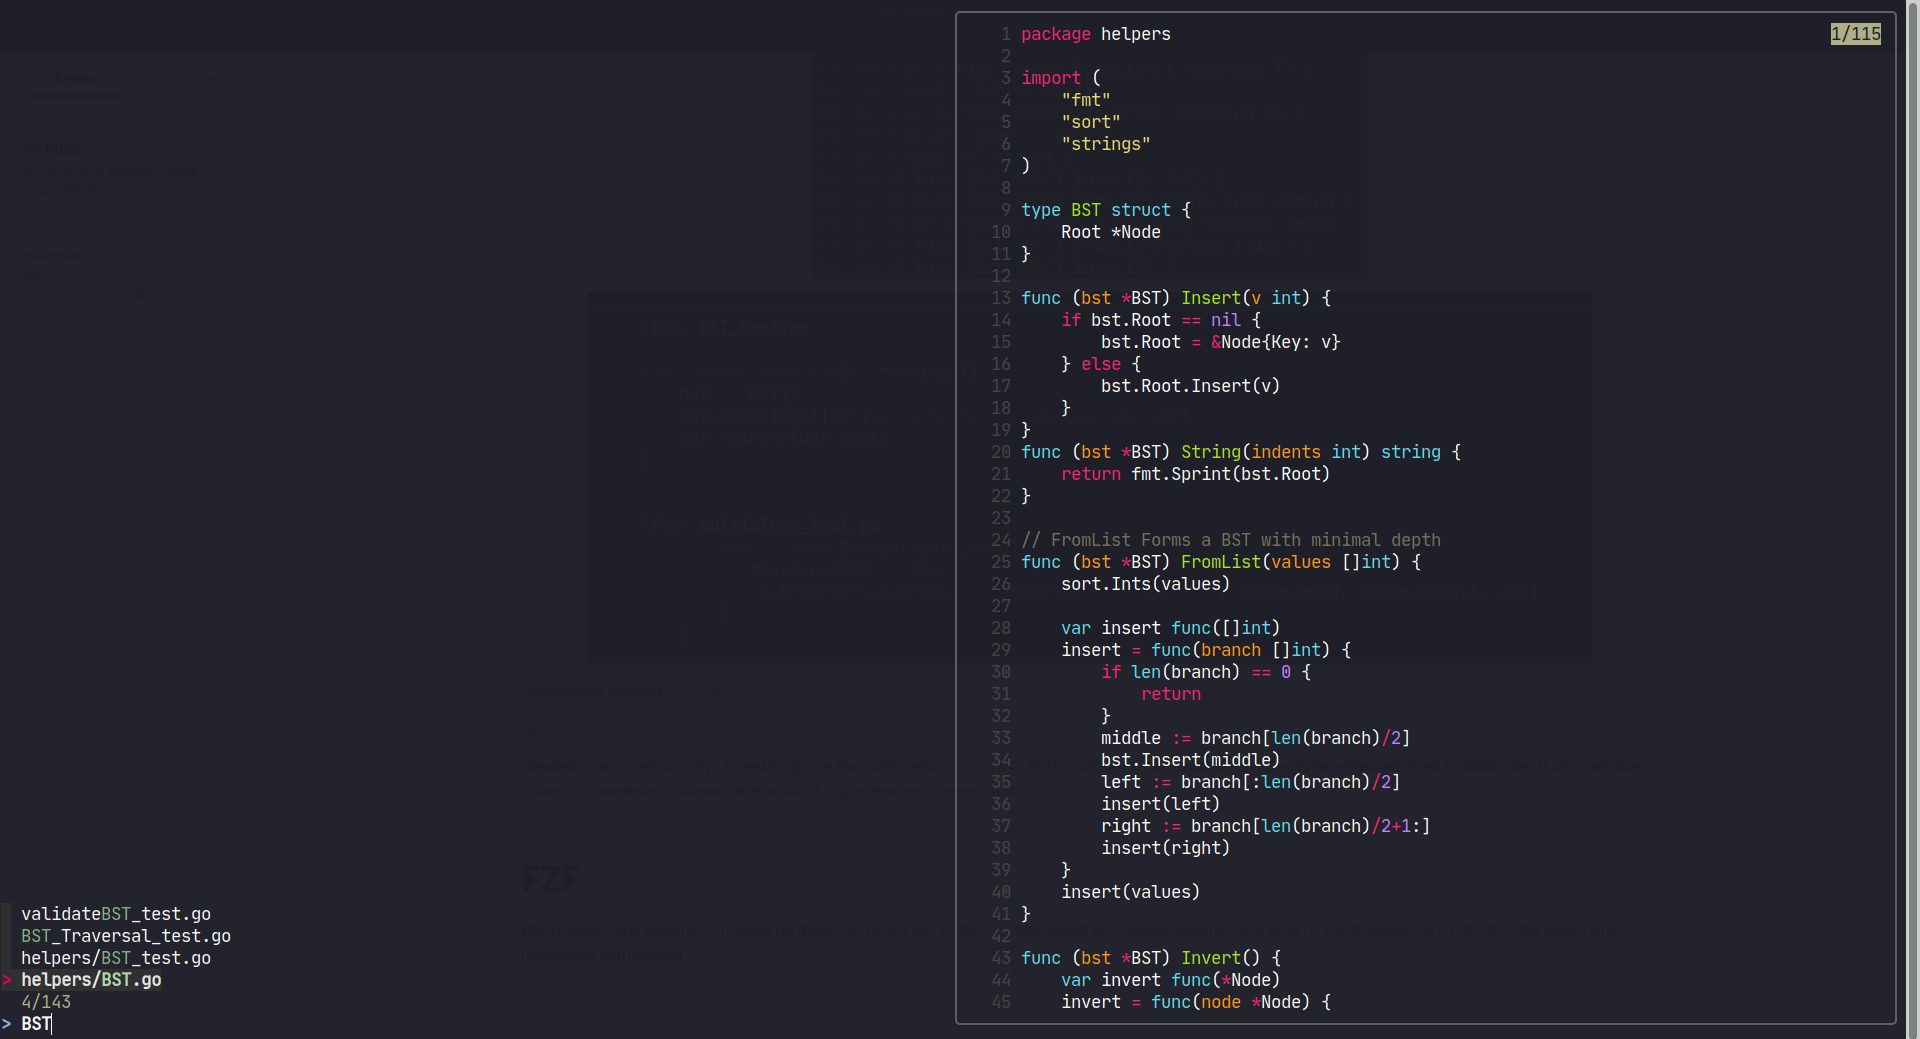 validateBST_test.go
BST_Traversal_test.go
helpers/BST_test.go
> helpers/BST.go
4/143
> BST
1/115
1 package helpers
2
3 import (
4     "fmt"
5     "sort"
6     "strings"
7 )
8
9 type BST struct {
10     Root *Node
11 }
12
13 func (bst *BST) Insert(v int) {
14     if bst.Root == nil {
15         bst.Root = &Node{Key: v}
16     } else {
17         bst.Root.Insert(v)
18     }
19 }
20 func (bst *BST) String(indents int) string {
21     return fmt.Sprint(bst.Root)
22 }
23
24 // FromList Forms a BST with minimal depth
25 func (bst *BST) FromList(values []int) {
26     sort.Ints(values)
27
28     var insert func([]int)
29     insert = func(branch []int) {
30         if len(branch) == 0 {
31             return
32         }
33         middle := branch[len(branch)/2]
34         bst.Insert(middle)
35         left := branch[:len(branch)/2]
36         insert(left)
37         right := branch[len(branch)/2+1:]
38         insert(right)
39     }
40     insert(values)
41 }
42
43 func (bst *BST) Invert() {
44     var invert func(*Node)
45     invert = func(node *Node) {
README
File: BST_test.go
File: suffixTree_test.go
FZF